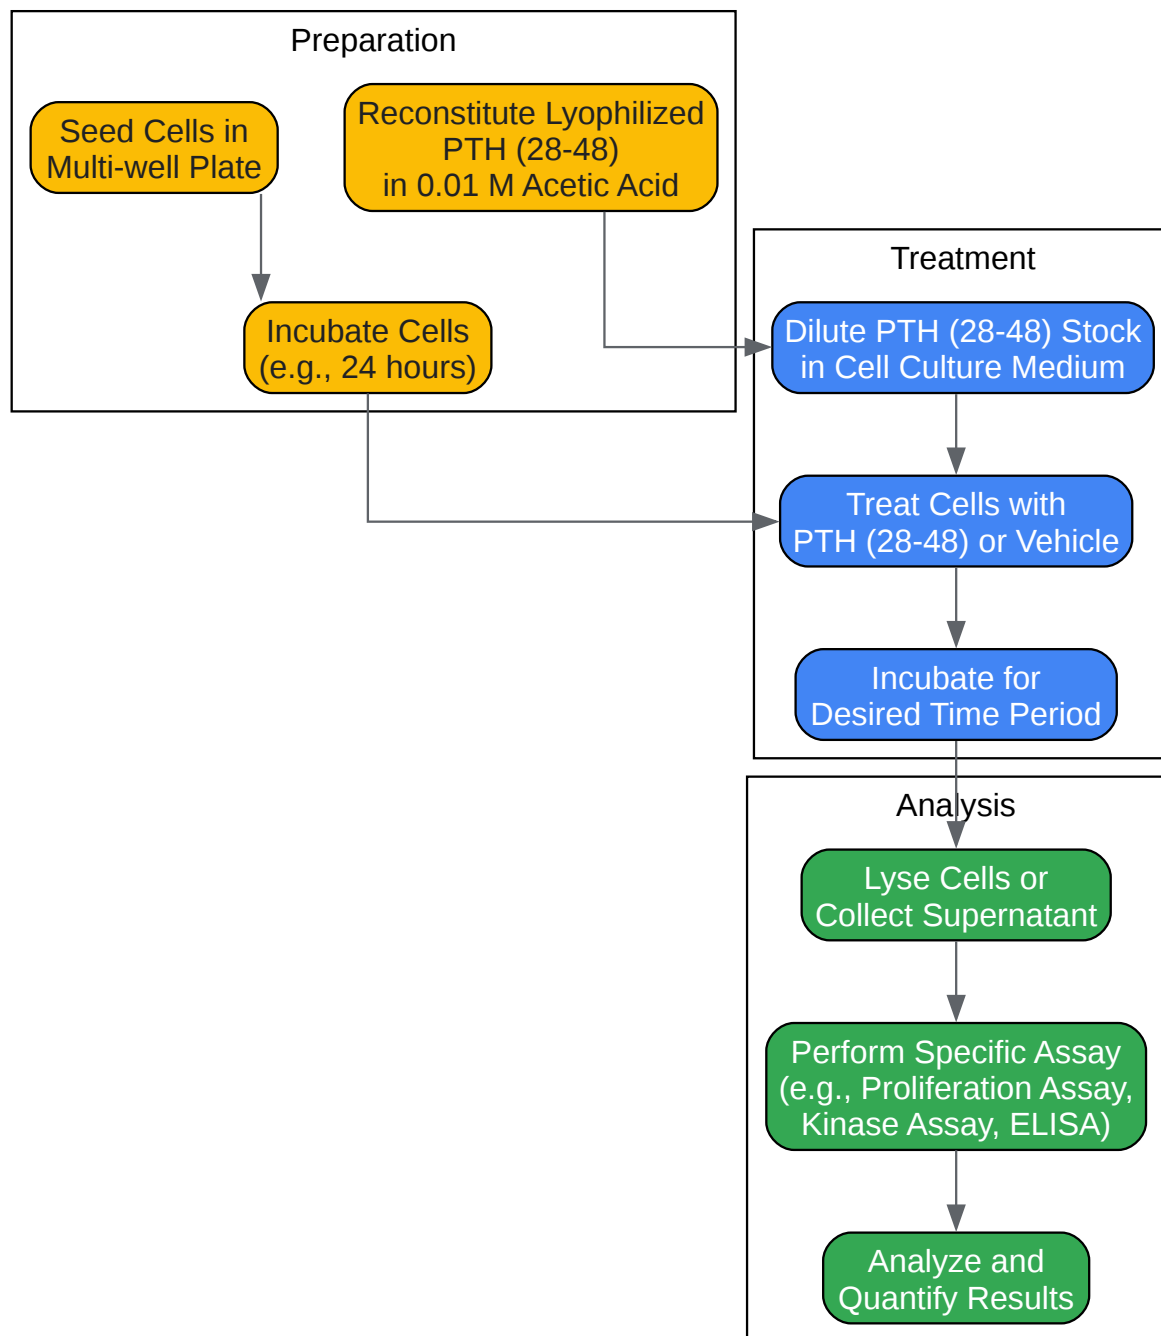 Preparation
Seed Cells in
Multi-well Plate
Reconstitute Lyophilized
PTH (28-48)
in 0.01 M Acetic Acid
Incubate Cells
(e.g., 24 hours)
Treatment
Dilute PTH (28-48) Stock
in Cell Culture Medium
Treat Cells with
PTH (28-48) or Vehicle
Incubate for
Desired Time Period
Analysis
Lyse Cells or
Collect Supernatant
Perform Specific Assay
(e.g., Proliferation Assay,
Kinase Assay, ELISA)
Analyze and
Quantify Results